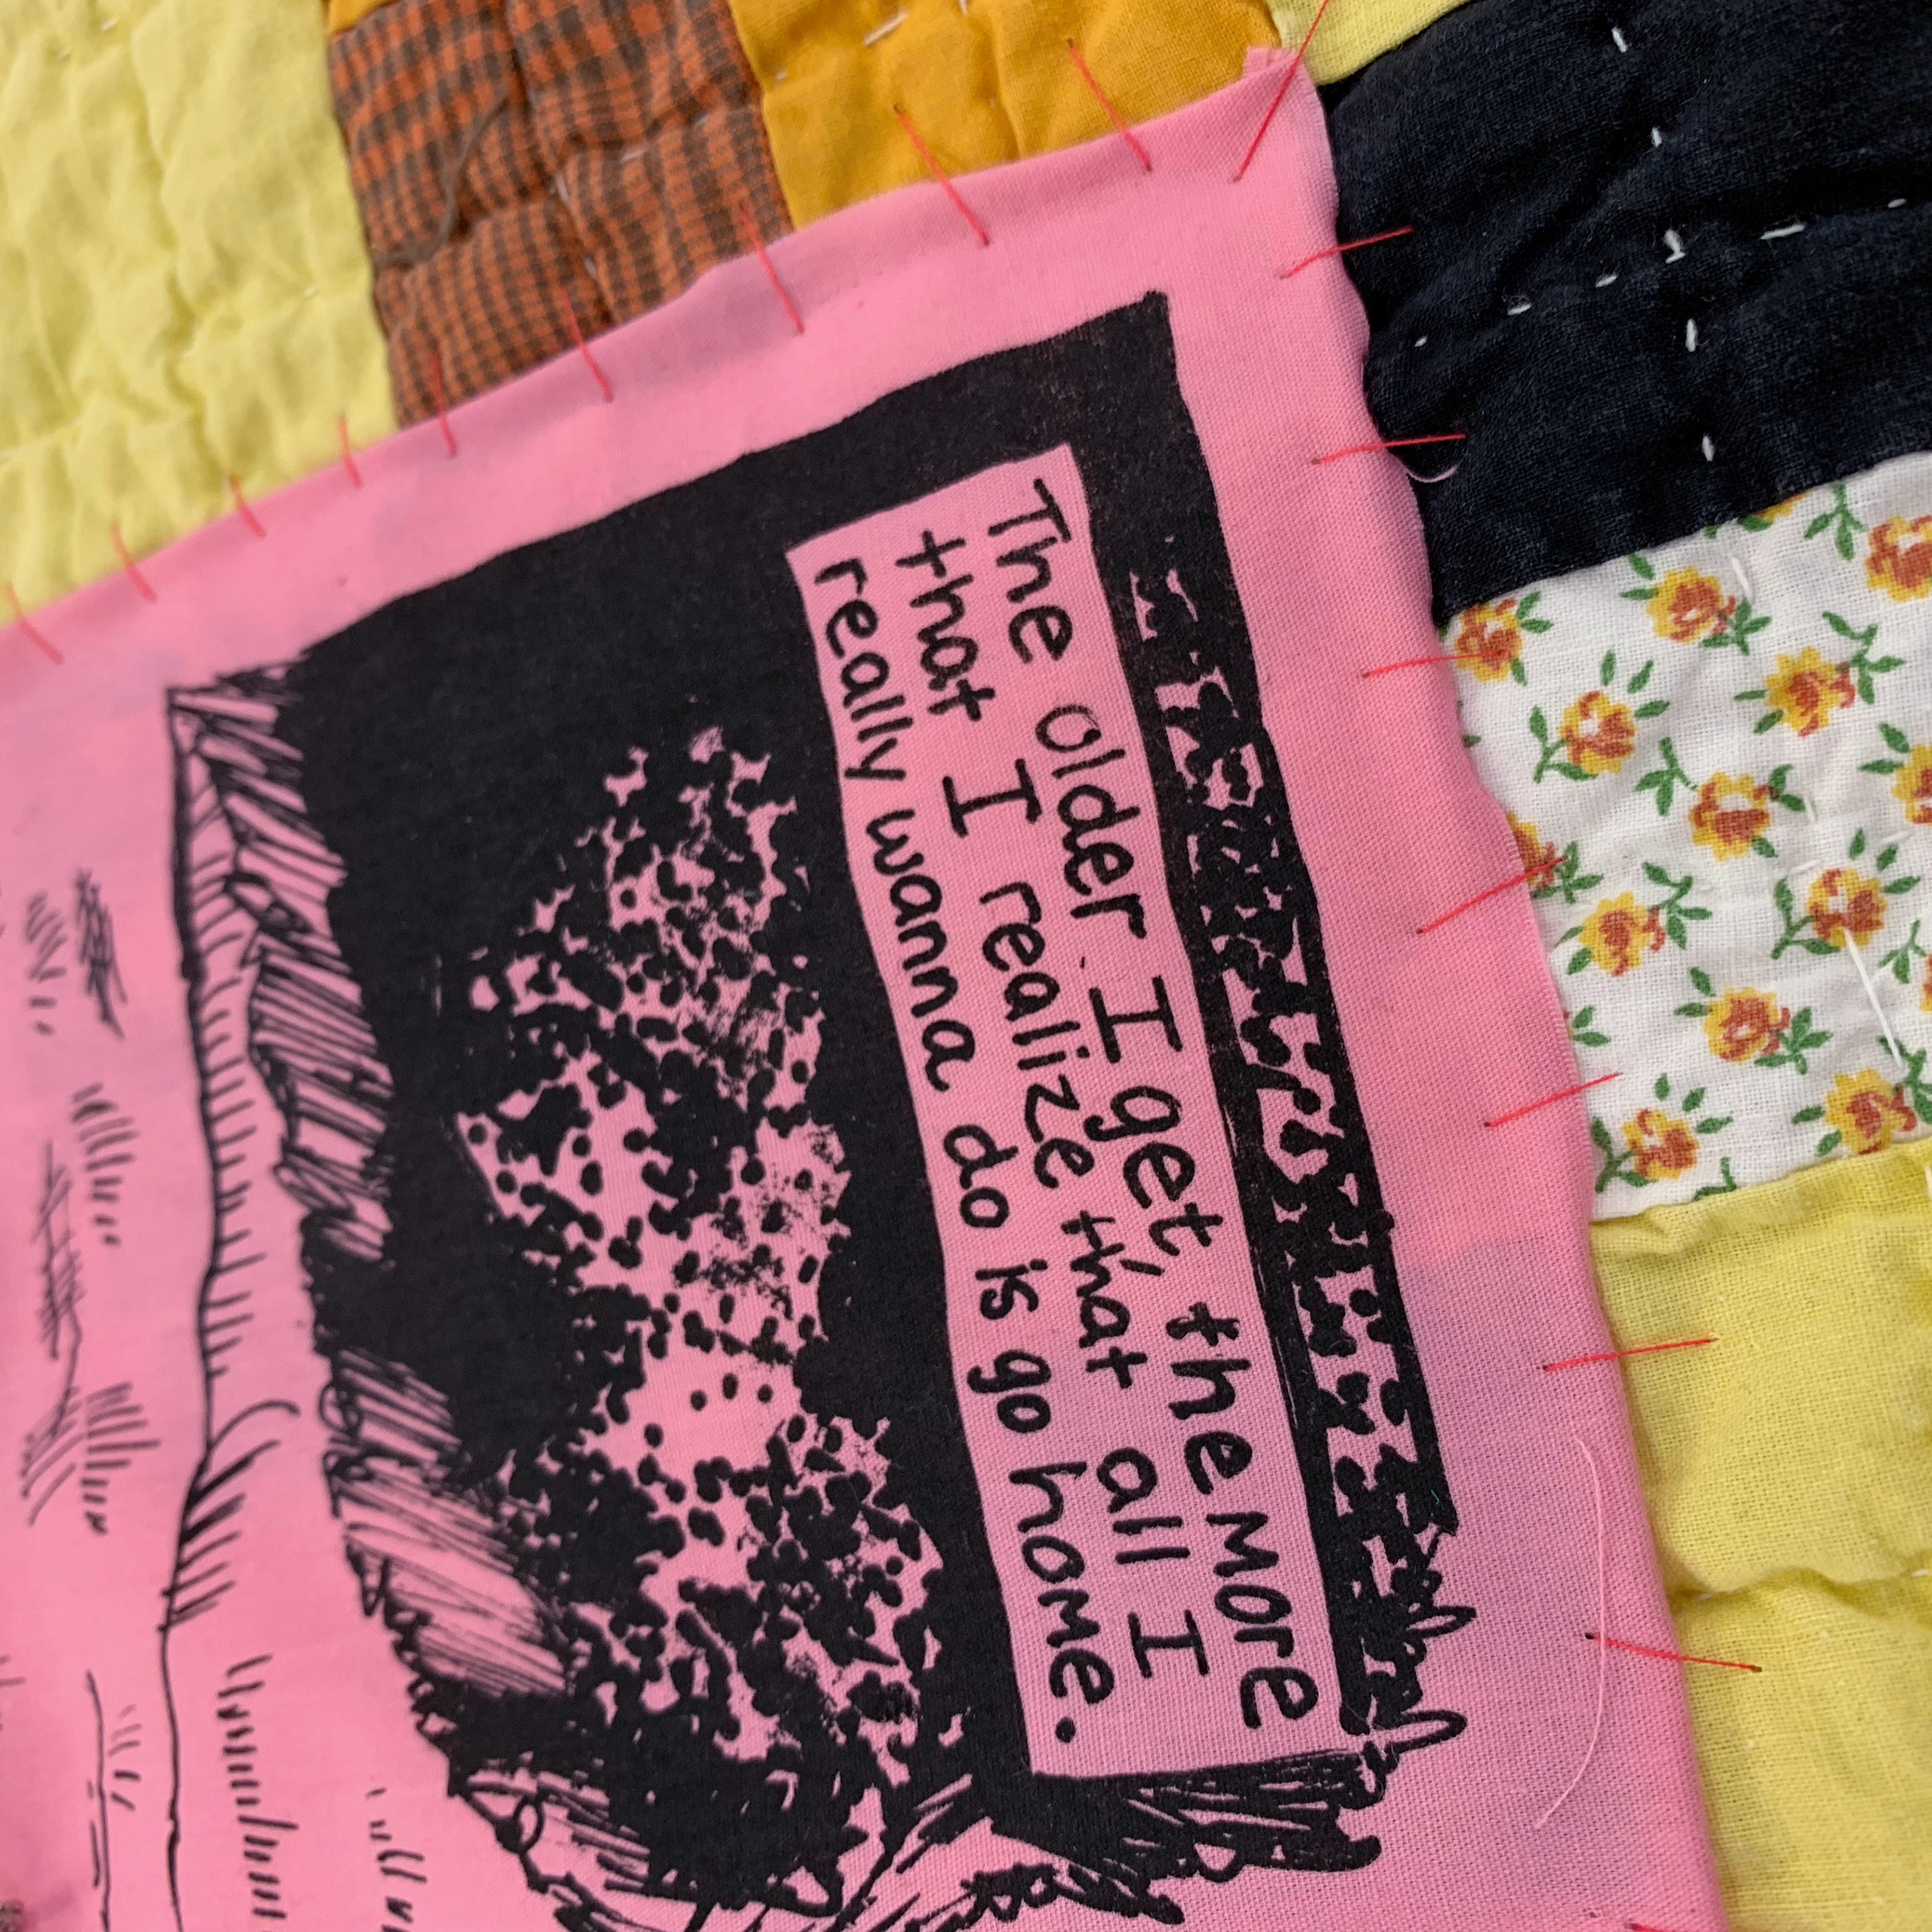 The older I get, the more
that I realize that all I
really wanna do is go home.